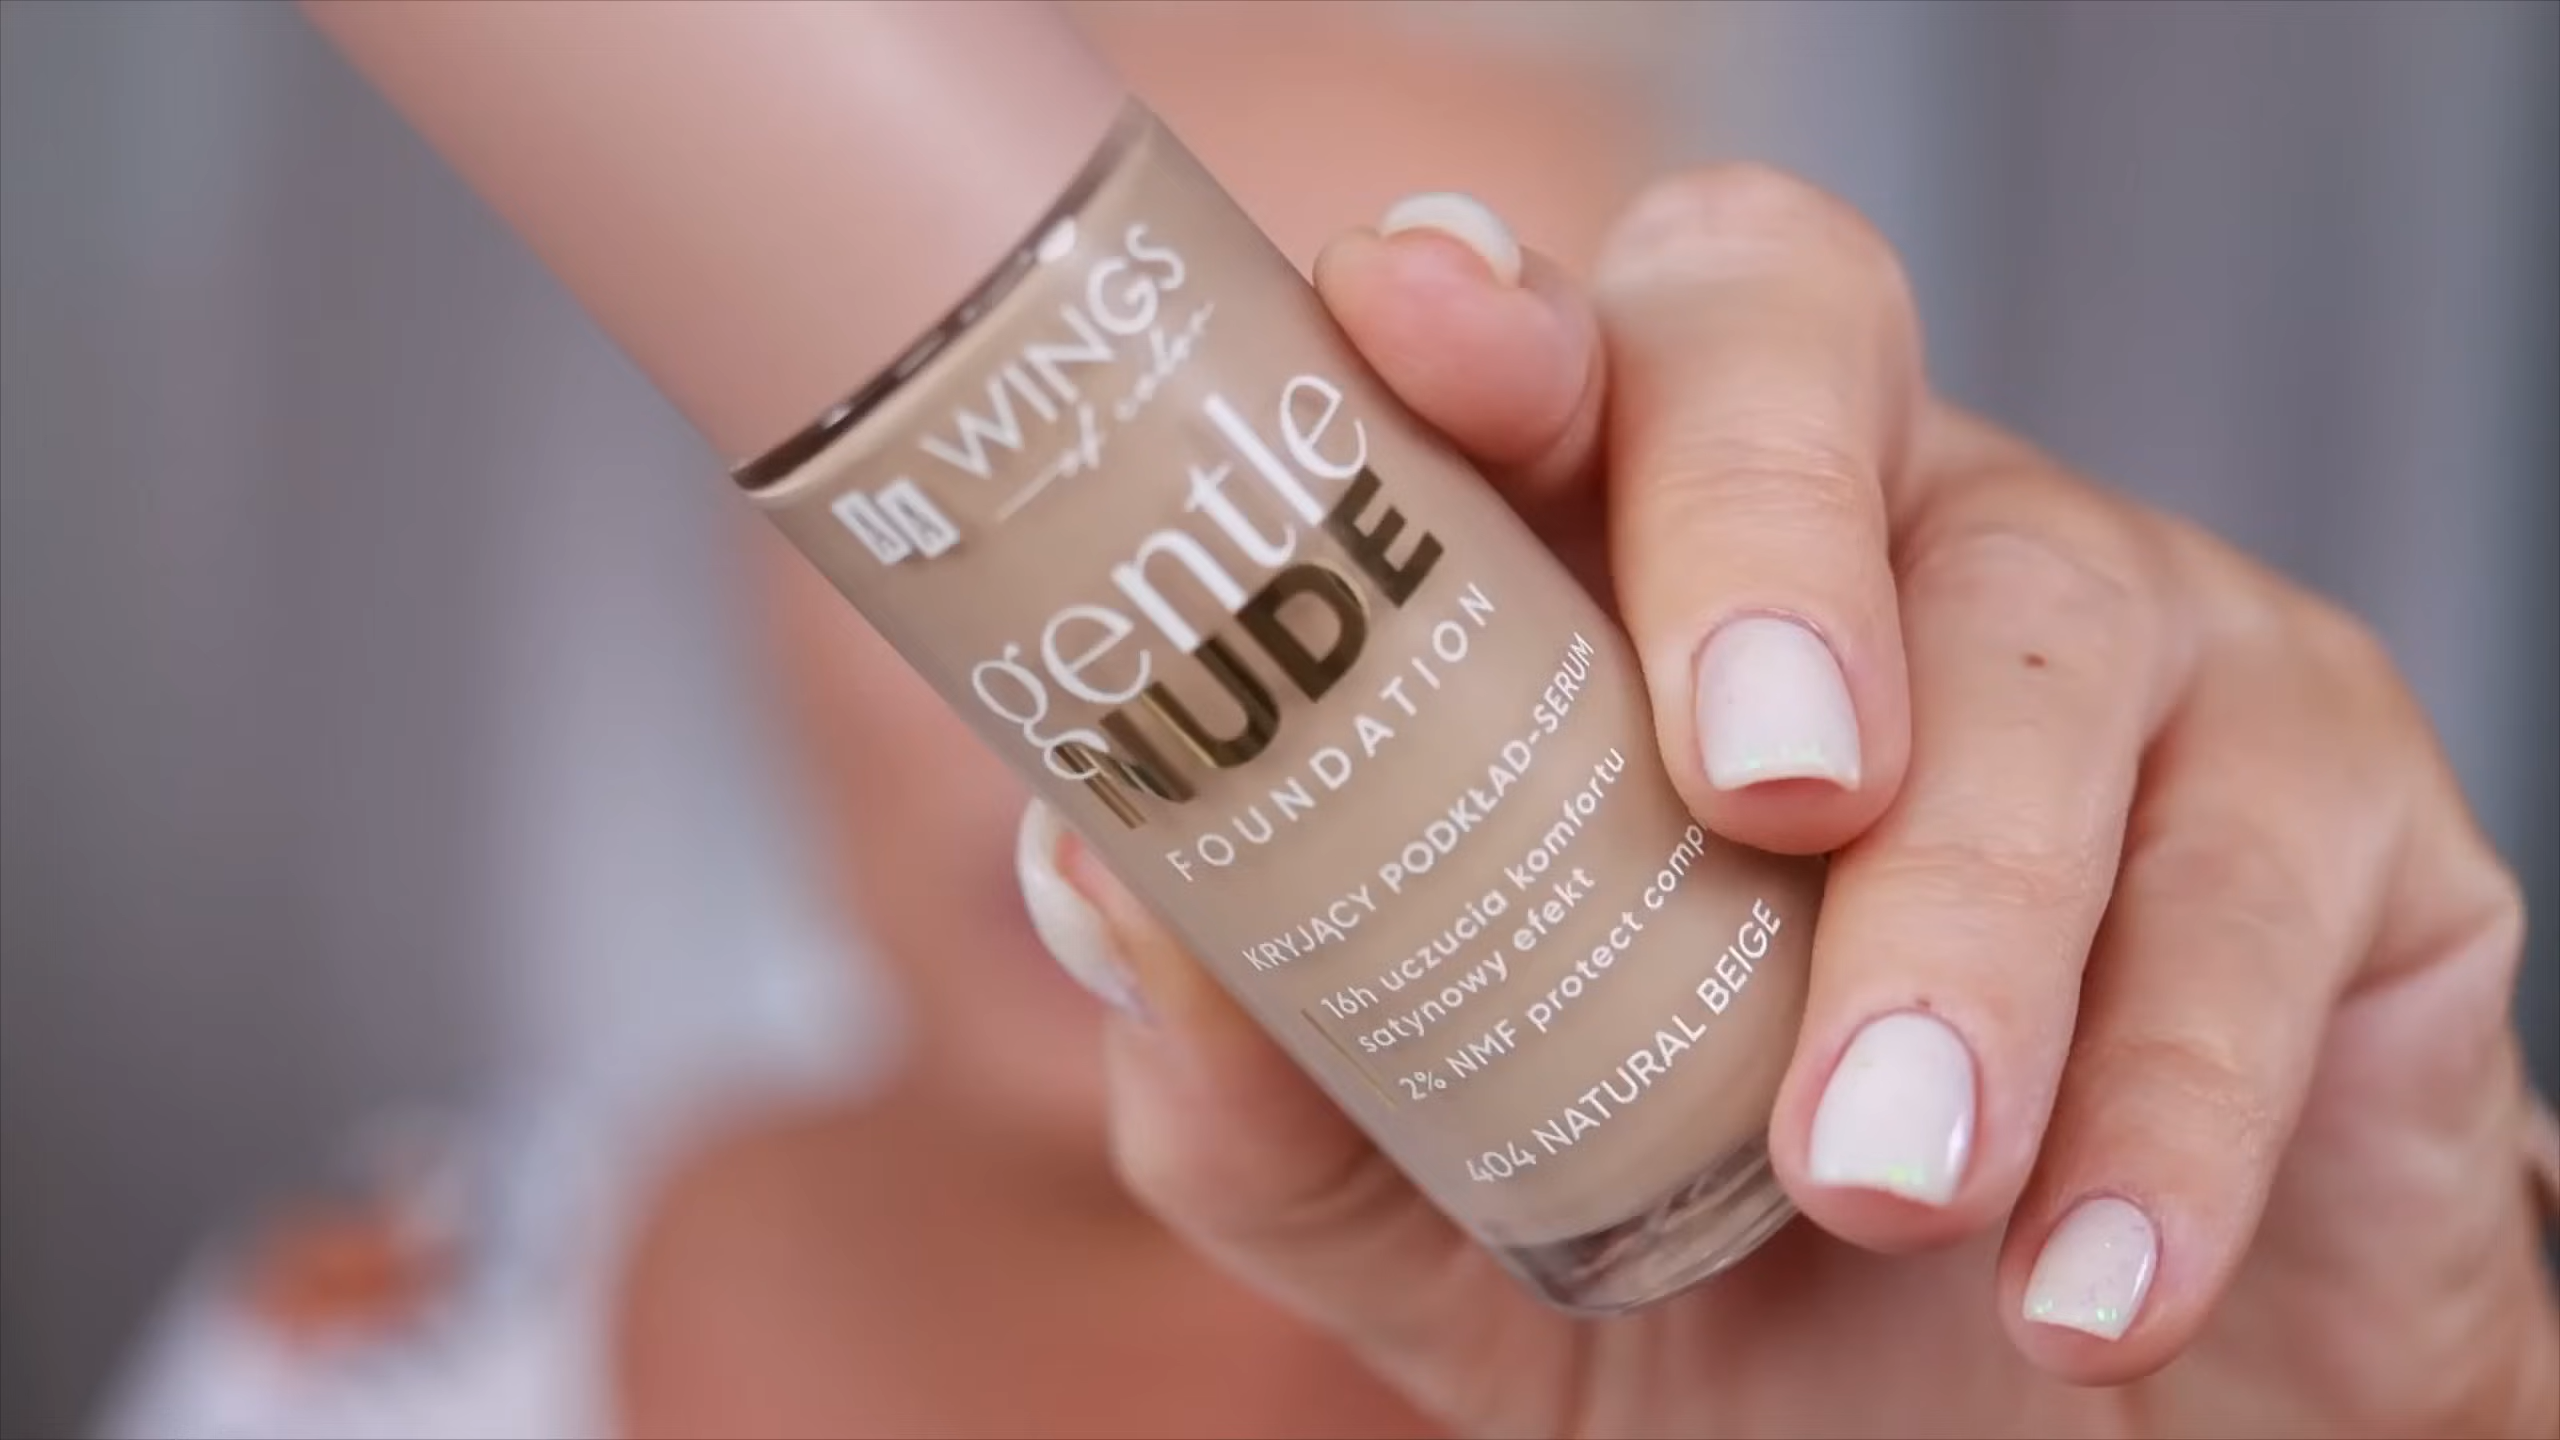 AA WINGS
of color
gentle
NUDE
FOUNDATION
KRYJĄCY PODKŁAD-SERUM
16h uczucia komfortu
satynowy efekt
2% NMF protect
404 NATURAL BEIGE